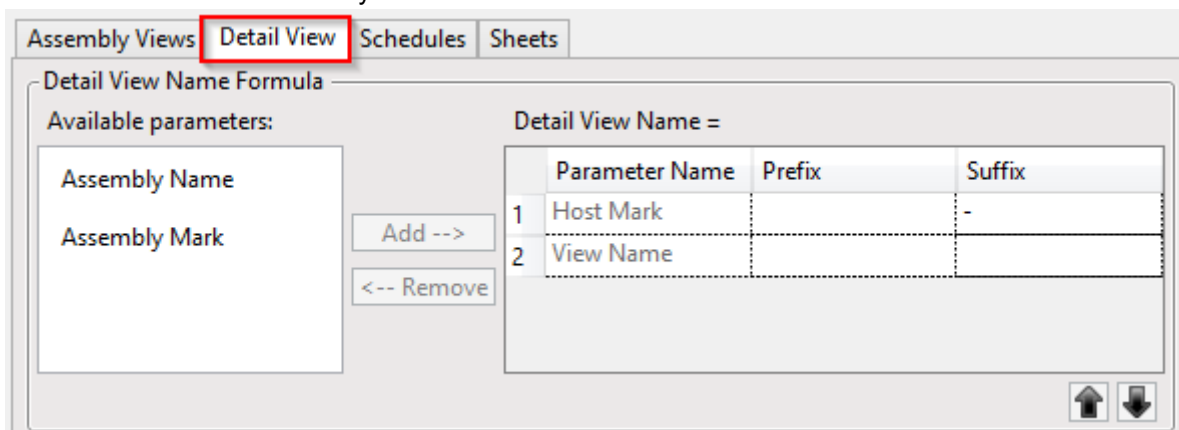 Assembly Views Detail View Schedules Sheets
Detail View Name Formula
Available parameters: Detail View Name =
Parameter Name Prefix Suffix
Assembly Name
1 Host Mark -
Assembly Mark Add -->
2 View Name
<-- Remove